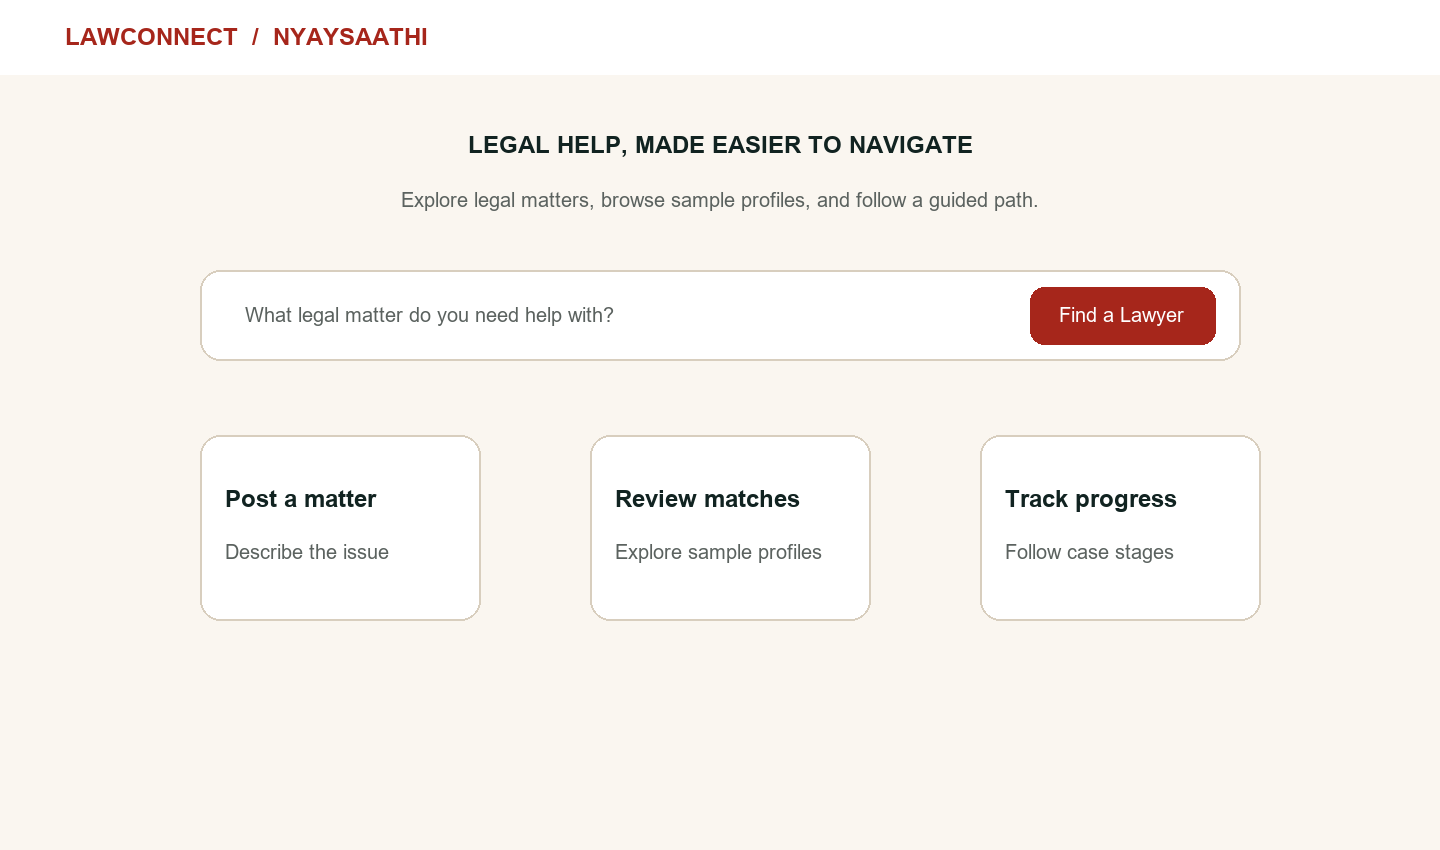 LAWCONNECT / NYAYSAATHI
LEGAL HELP, MADE EASIER TO NAVIGATE
Explore legal matters, browse sample profiles, and follow a guided path.
What legal matter do you need help with?
Find a Lawyer
Post a matter
Describe the issue
Review matches
Explore sample profiles
Track progress
Follow case stages